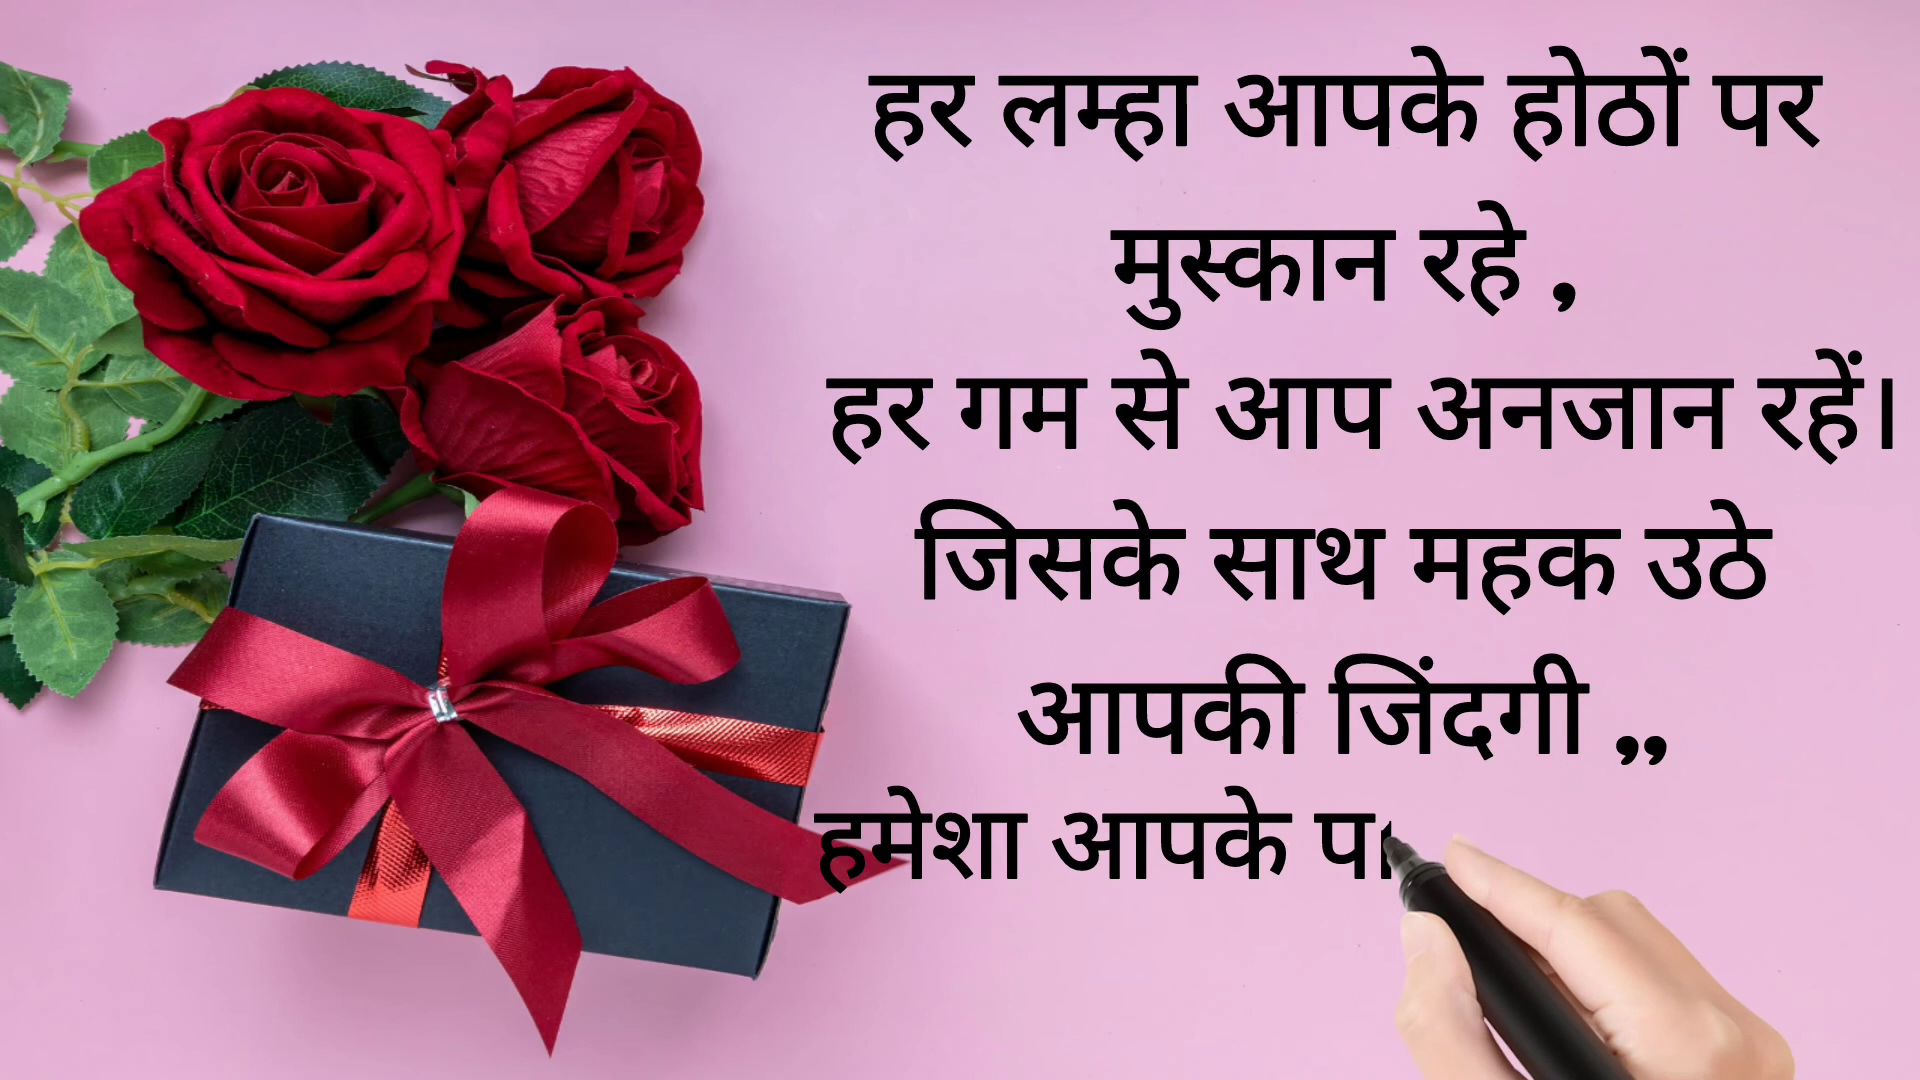 हर लम्हा आपके होठों पर
मुस्कान रहे ,
हर गम से आप अनजान रहें।
जिसके साथ महक उठे
आपकी जिंदगी ,,
हमेशा आपके